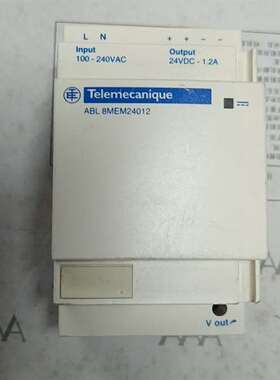 L N + + – –
Input Output
100 - 240VAC 24VDC - 1.2A
Telemecanique
ABL 8MEM24012
V out